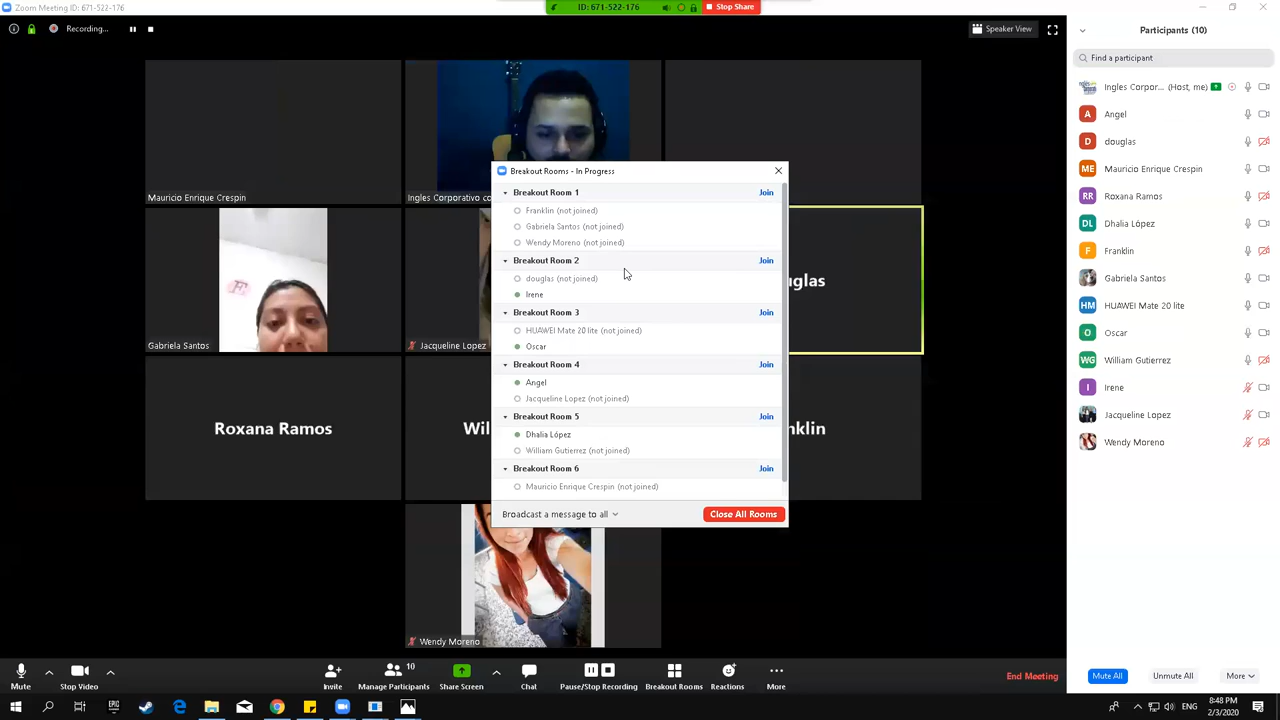 Zoom Meeting ID: 671-522-176
ID: 671-522-176
Stop Share
Recording...
Speaker View
Mauricio Enrique Crespin
Ingles Corporativo co
Gabriela Santos
Jacqueline Lopez
uglas
Roxana Ramos
Wil
nklin
Wendy Moreno
Breakout Rooms - In Progress
Breakout Room 1
Join
Franklin (not joined)
Gabriela Santos (not joined)
Wendy Moreno (not joined)
Breakout Room 2
Join
douglas (not joined)
Irene
Breakout Room 3
Join
HUAWEI Mate 20 lite (not joined)
Oscar
Breakout Room 4
Join
Angel
Jacqueline Lopez (not joined)
Breakout Room 5
Join
Dhalia López
William Gutierrez (not joined)
Breakout Room 6
Join
Mauricio Enrique Crespin (not joined)
Broadcast a message to all
Close All Rooms
Participants (10)
Find a participant
Ingles Corpor... (Host, me)
A Angel
D douglas
ME Mauricio Enrique Crespin
RR Roxana Ramos
DL Dhalia López
F Franklin
Gabriela Santos
HM HUAWEI Mate 20 lite
O Oscar
WG William Gutierrez
I Irene
Jacqueline Lopez
Wendy Moreno
Mute All
Unmute All
More
Mute
Stop Video
Invite
10
Manage Participants
Share Screen
Chat
Pause/Stop Recording
Breakout Rooms
Reactions
More
End Meeting
EPIC
ENG
8:48 PM
2/3/2020